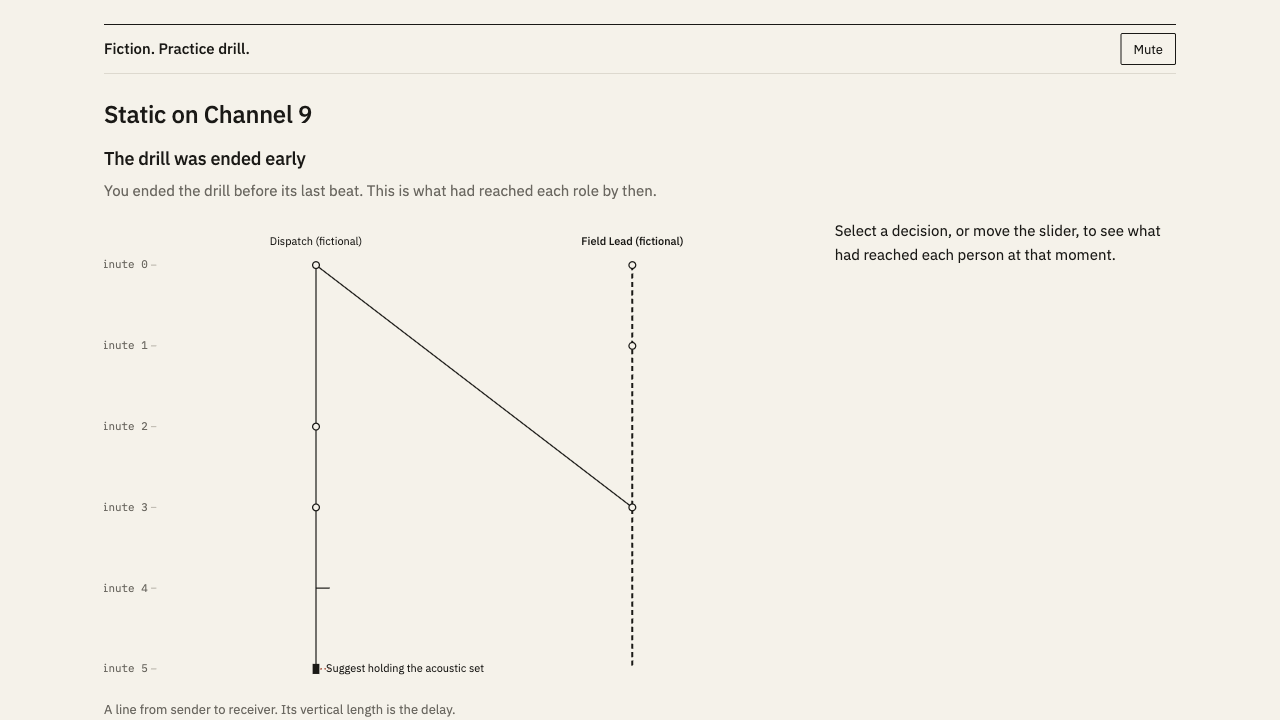 Fiction. Practice drill.
Mute
Static on Channel 9
The drill was ended early
You ended the drill before its last beat. This is what had reached each role by then.
Select a decision, or move the slider, to see what
had reached each person at that moment.
Dispatch (fictional)
Field Lead (fictional)
inute 0
inute 1
inute 2
inute 3
inute 4
inute 5
Suggest holding the acoustic set
A line from sender to receiver. Its vertical length is the delay.